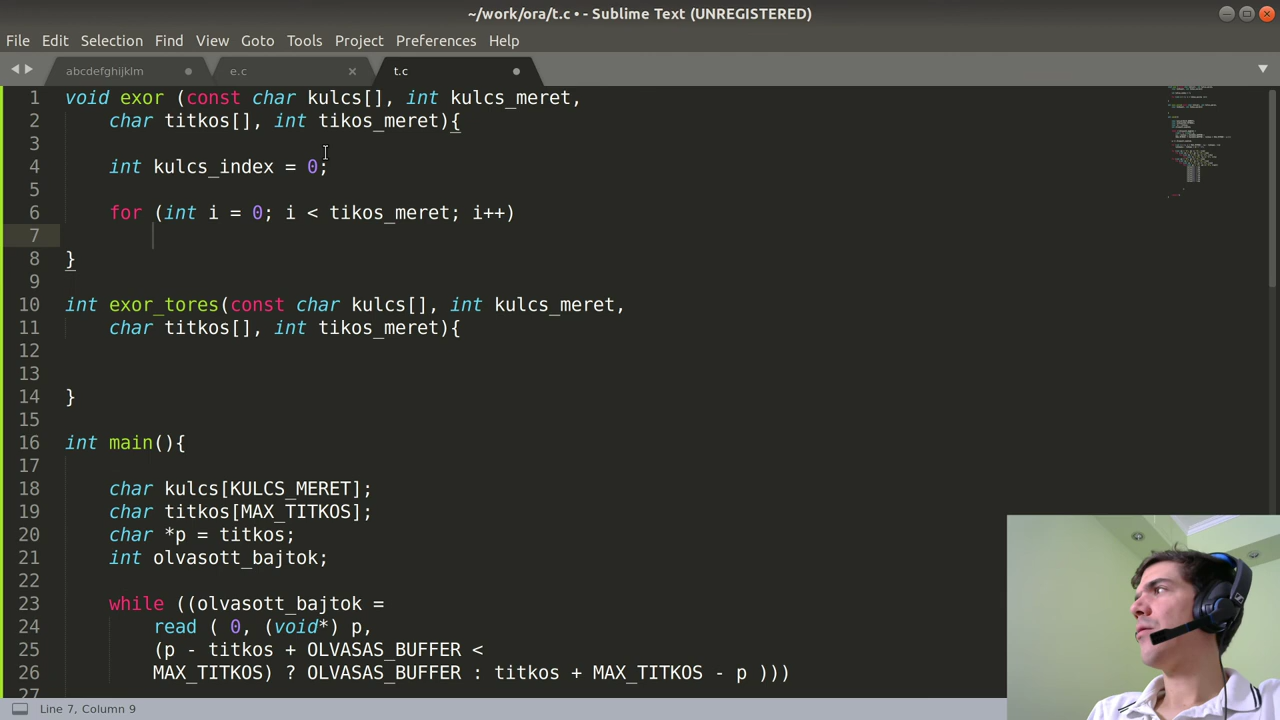 ~/work/ora/t.c • - Sublime Text (UNREGISTERED)
File Edit Selection Find View Goto Tools Project Preferences Help
abcdefghijklm e.c t.c
1 void exor (const char kulcs[], int kulcs_meret,
2 char titkos[], int tikos_meret){
3
4 int kulcs_index = 0;
5
6 for (int i = 0; i < tikos_meret; i++)
7
8 }
9
10 int exor_tores(const char kulcs[], int kulcs_meret,
11 char titkos[], int tikos_meret){
12
13
14 }
15
16 int main(){
17
18 char kulcs[KULCS_MERET];
19 char titkos[MAX_TITKOS];
20 char *p = titkos;
21 int olvasott_bajtok;
22
23 while ((olvasott_bajtok =
24 read ( 0, (void*) p,
25 (p - titkos + OLVASAS_BUFFER <
26 MAX_TITKOS) ? OLVASAS_BUFFER : titkos + MAX_TITKOS - p )))
27
Line 7, Column 9